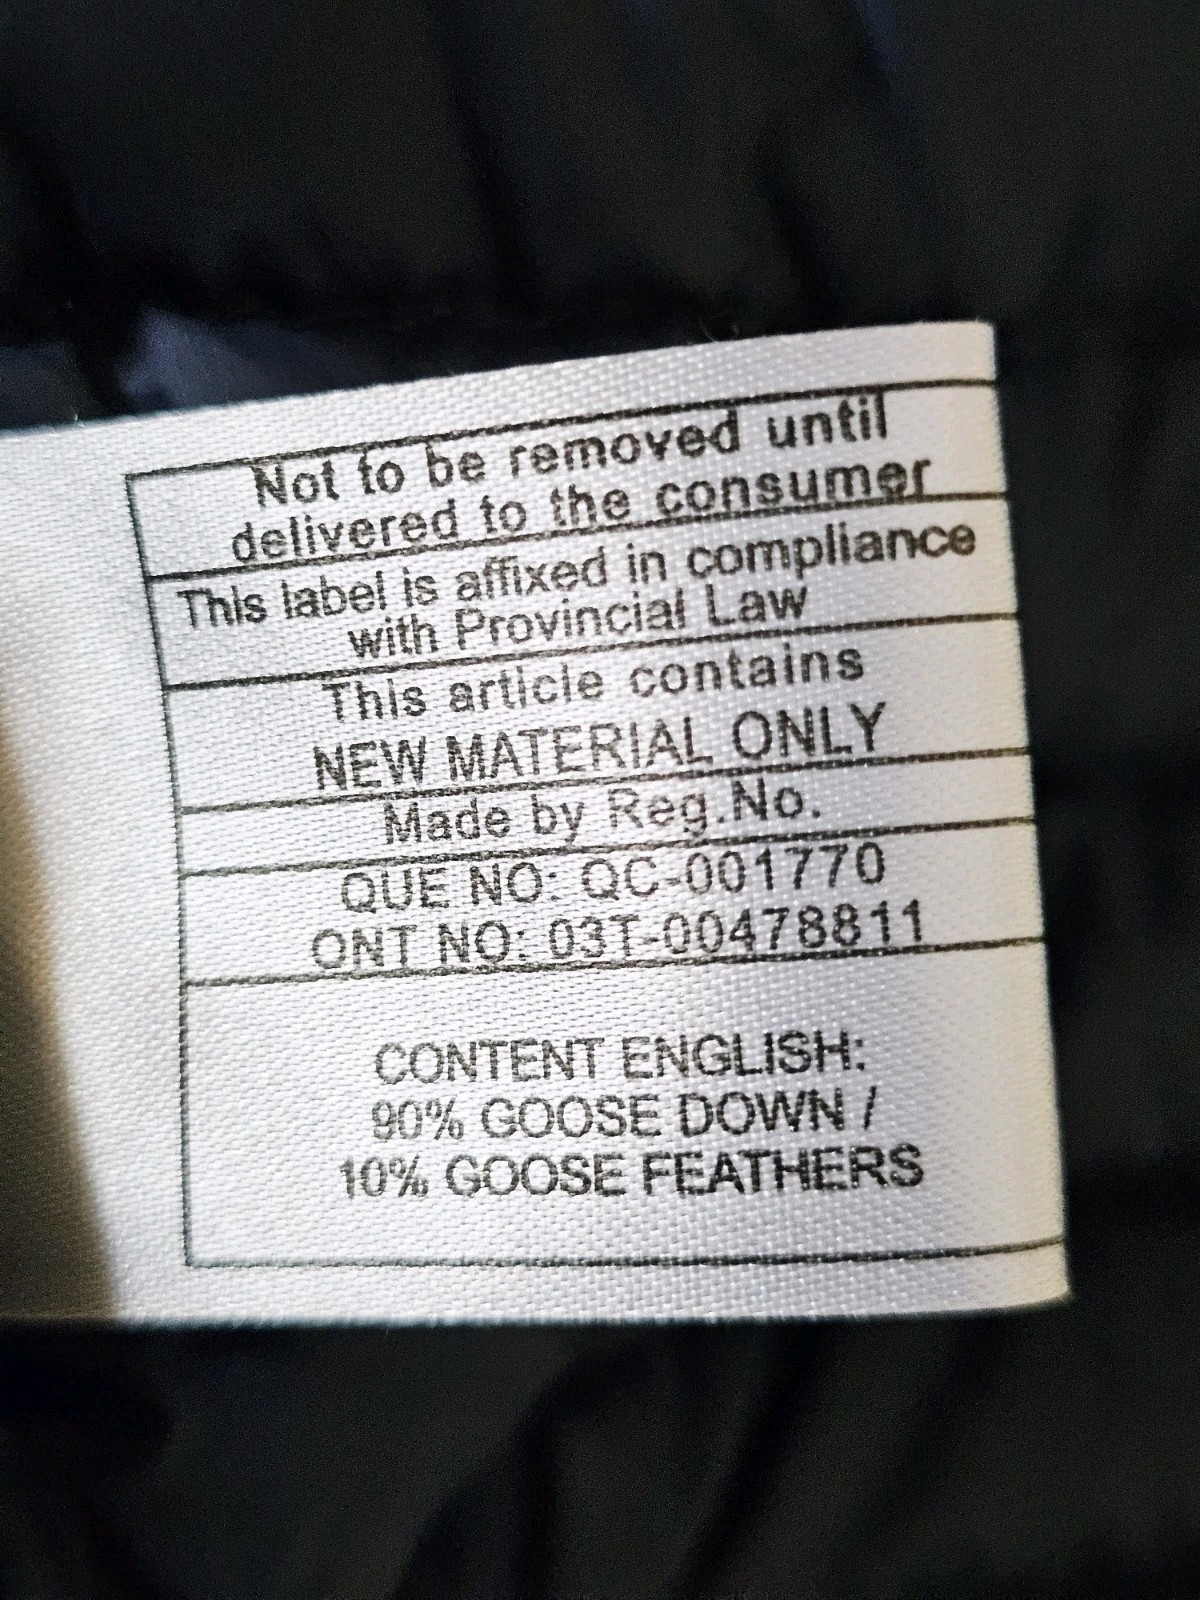 Not to be removed until
delivered to the consumer
This label is affixed in compliance
with Provincial Law
This article contains
NEW MATERIAL ONLY
Made by Reg.No.
QUE NO: QC-001770
ONT NO: 03T-00478811
CONTENT ENGLISH:
90% GOOSE DOWN /
10% GOOSE FEATHERS